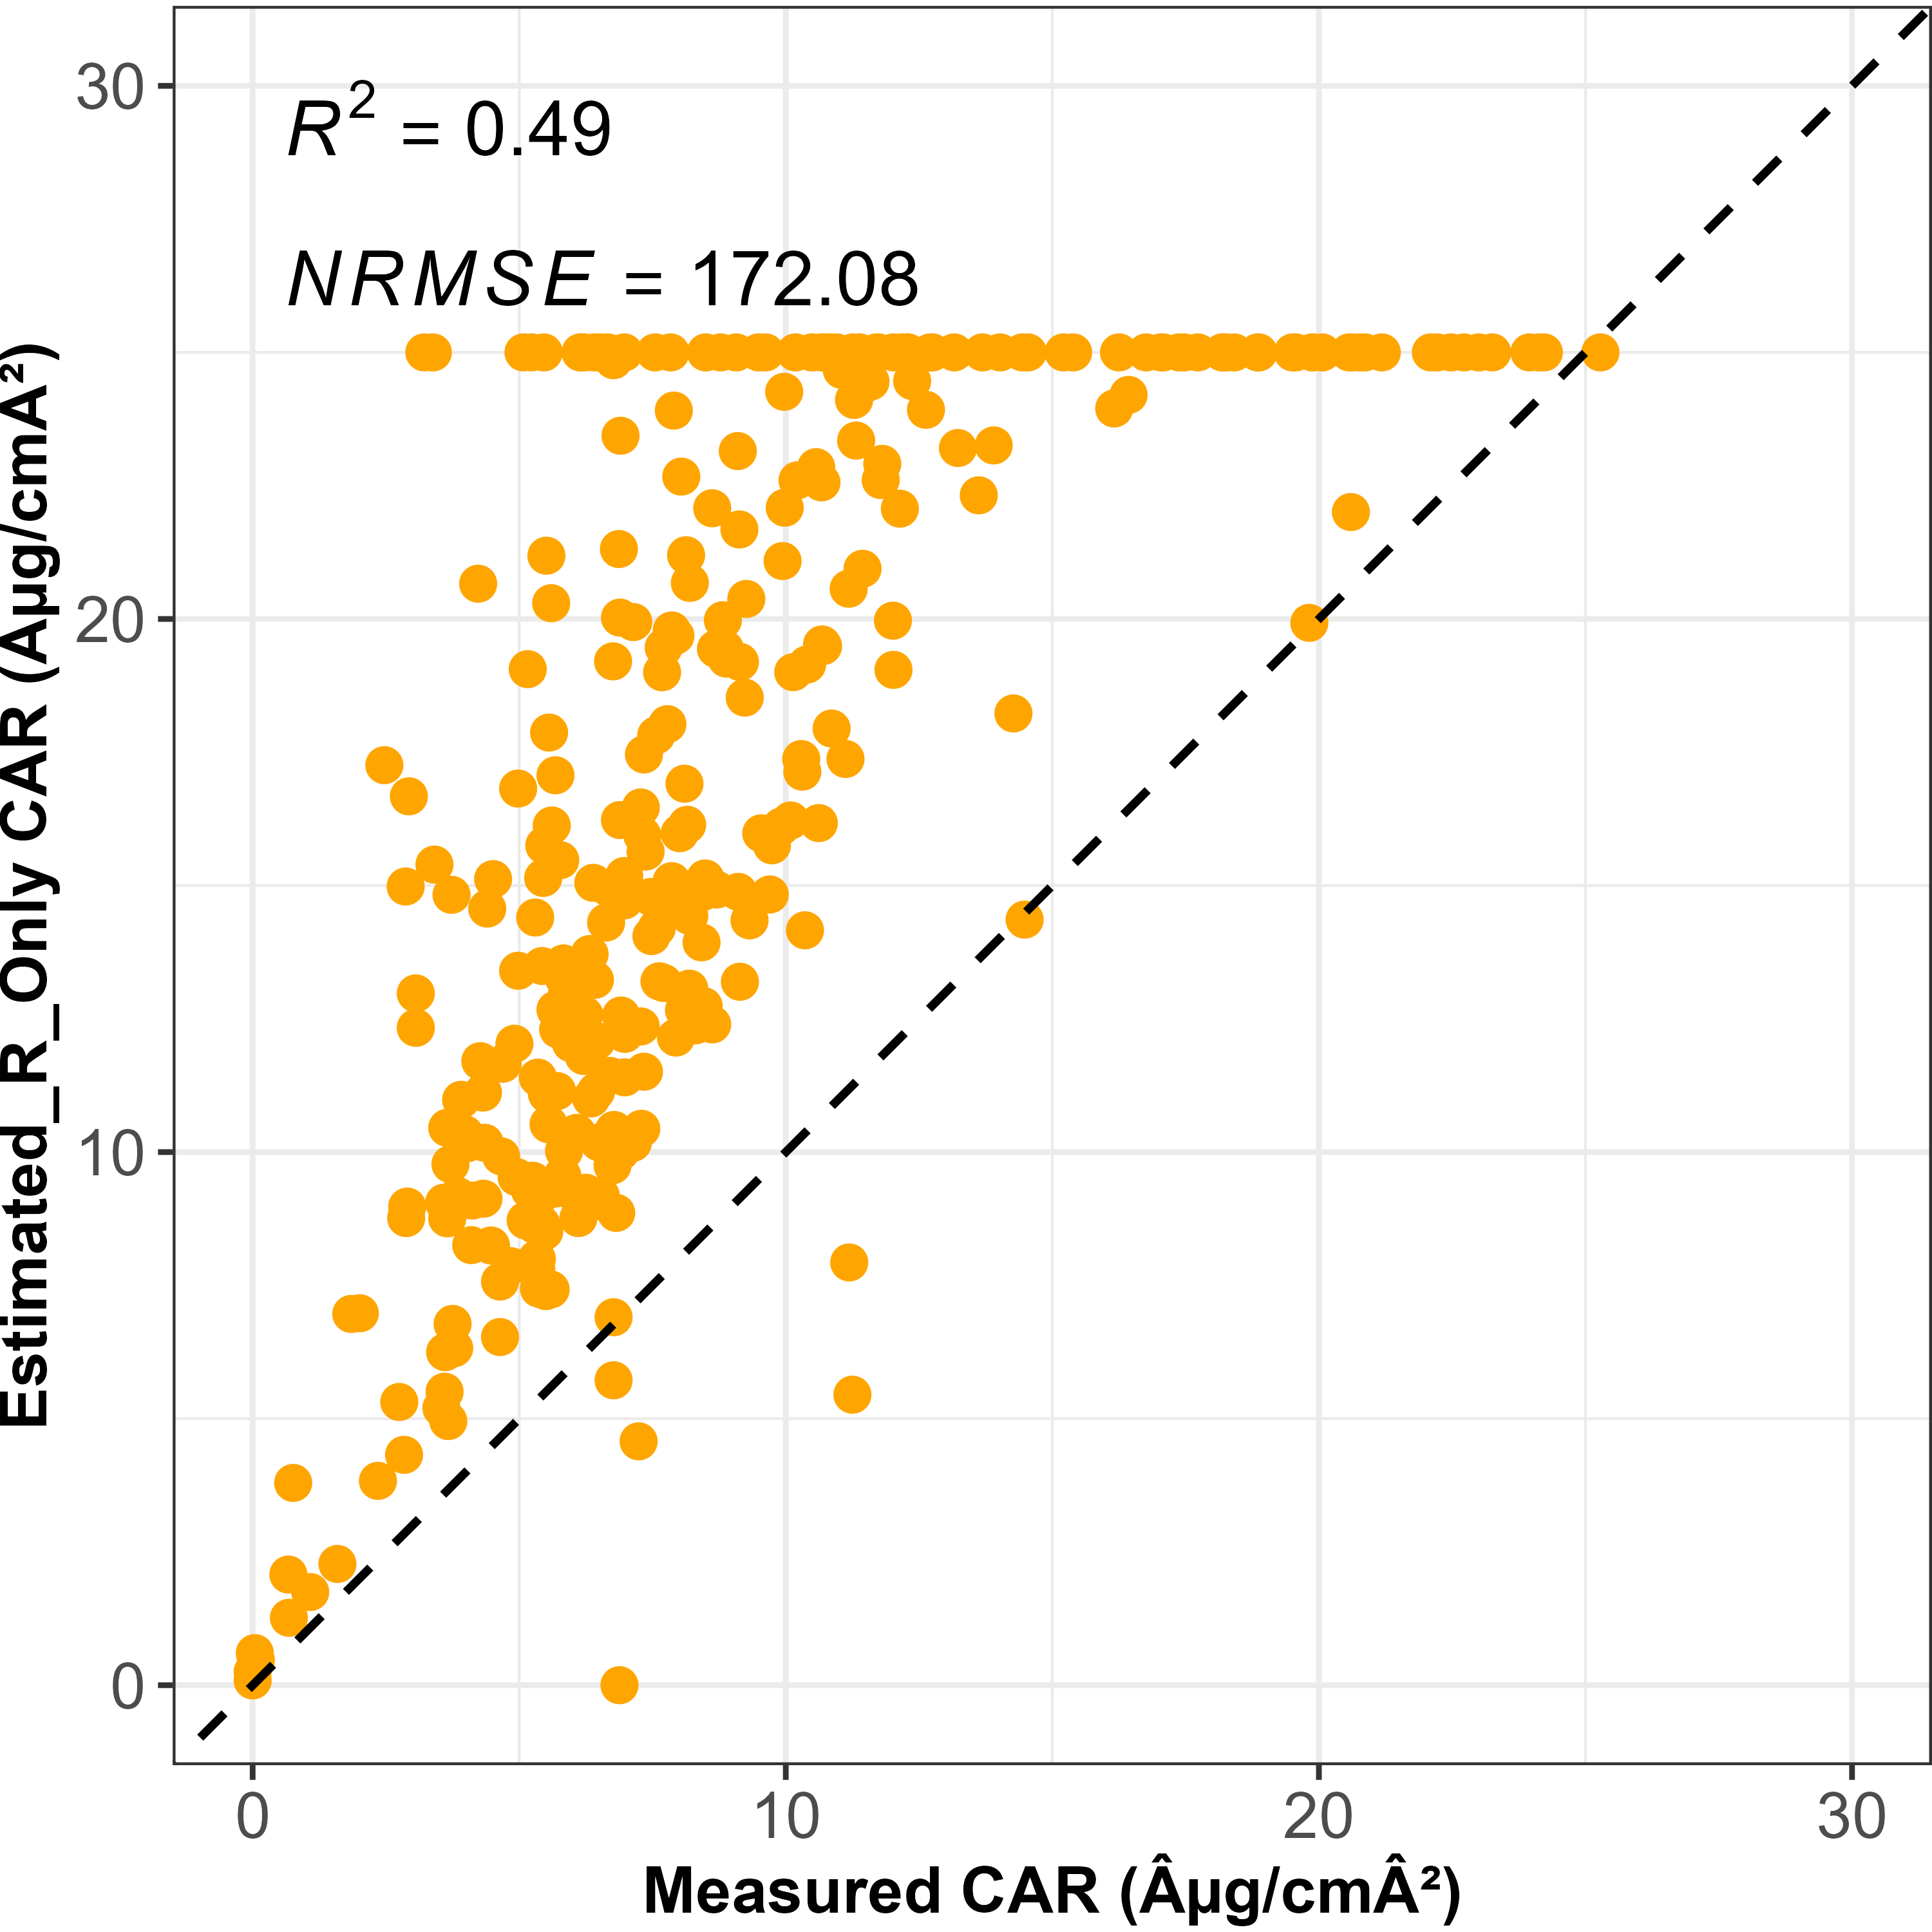 R² = 0.49
NRMSE = 172.08
30
20
10
0
Estimated_R_Only CAR (Âµg/cmÂ²)
0 10 20 30
Measured CAR (Âµg/cmÂ²)